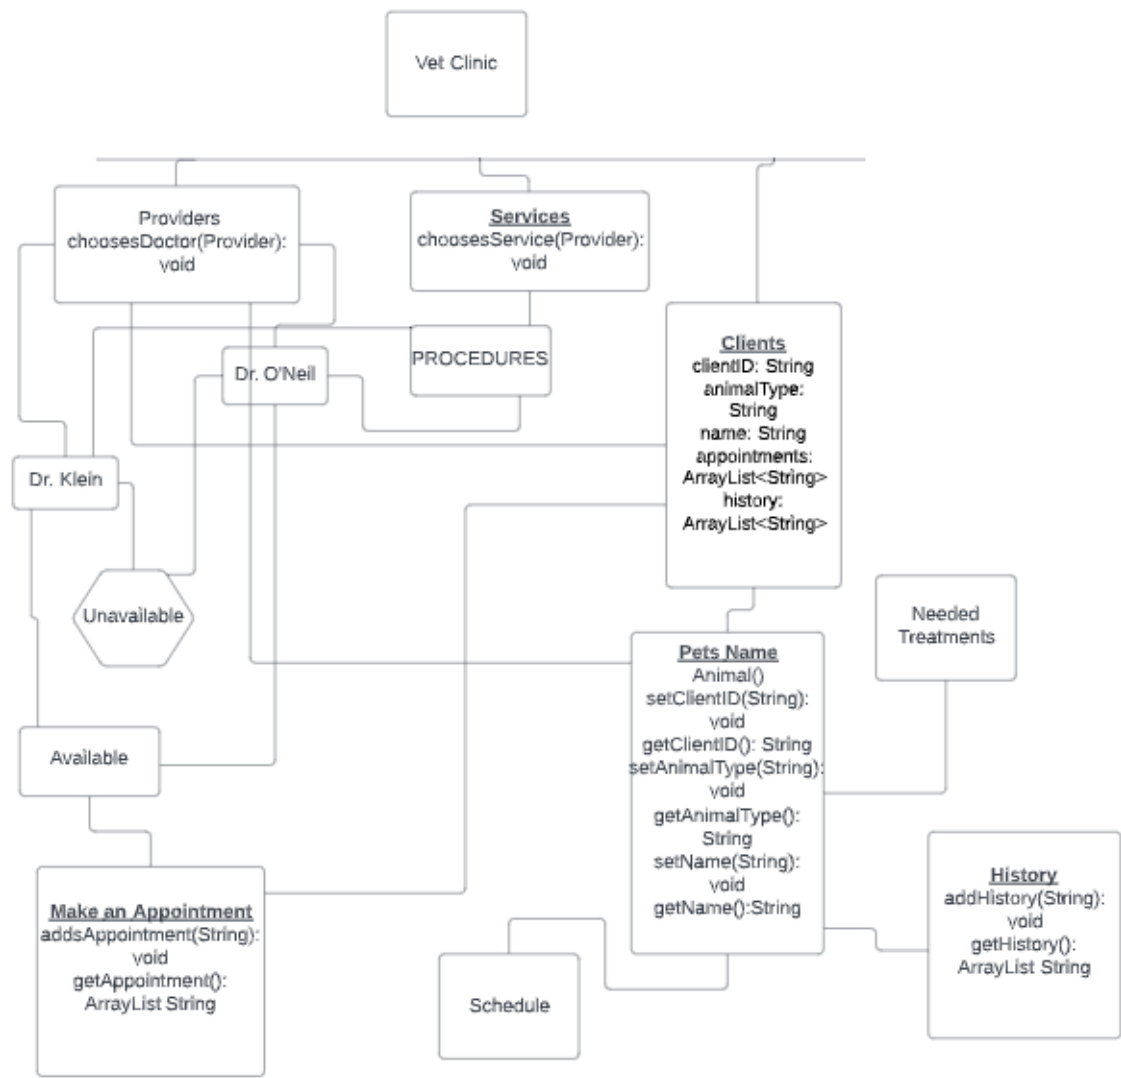 Vet Clinic
Providers
choosesDoctor(Provider):
void
Services
choosesService(Provider):
void
PROCEDURES
Dr. O'Neil
Clients
clientID: String
animalType:
String
name: String
appointments:
ArrayList<String>
history:
ArrayList<String>
Dr. Klein
Unavailable
Needed
Treatments
Pets Name
Animal()
setClientID(String):
void
getClientID(): String
setAnimalType(String):
void
getAnimalType():
String
setName(String):
void
getName():String
Available
Make an Appointment
addsAppointment(String):
void
getAppointment():
ArrayList String
History
addHistory(String):
void
getHistory():
ArrayList String
Schedule